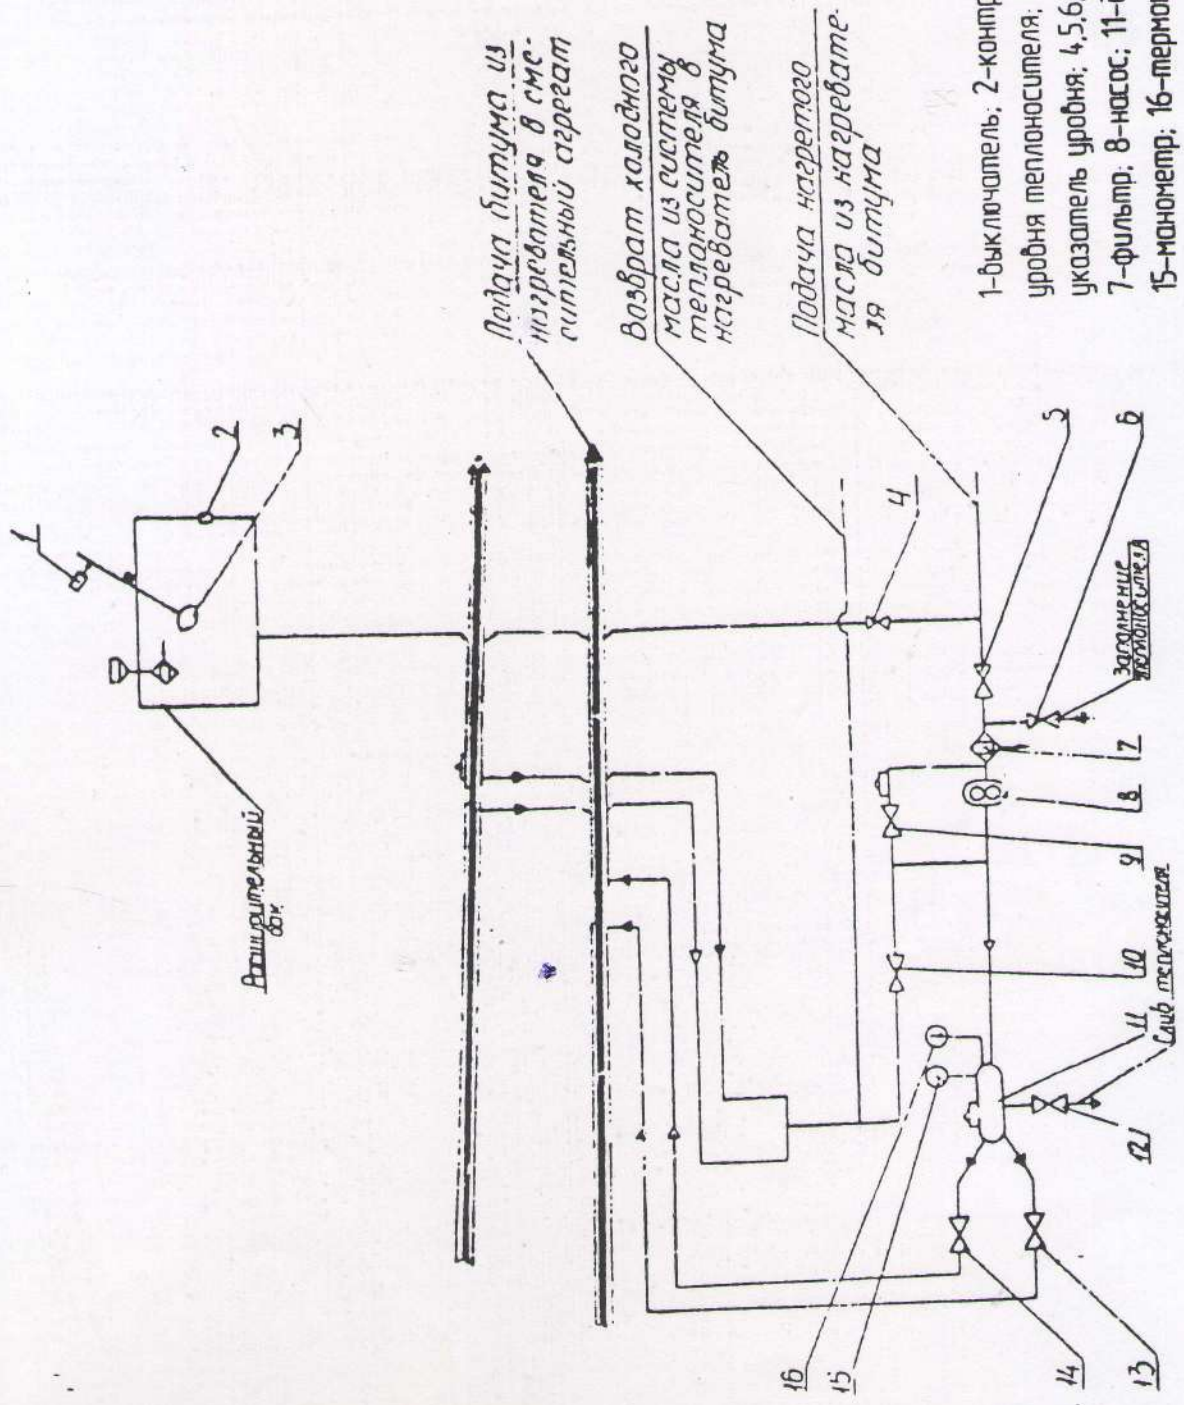 1
2
3
Расширительный
бак
Подача битума из
нагревателя в сме-
сительный агрегат
Возврат холодного
масла из системы
теплоносителя в
нагреватель битума
Подача нагретого
масла из нагревате-
ля битума
4
5
6
Заполнение
7
8
9
10
11
Слив теплоносителя
12
13
14
15
16
1-выключатель; 2-контр
уровня теплоносителя;
указатель уровня; 4,5,6,
7-фильтр; 8-насос; 11-
15-манометр; 16-термо